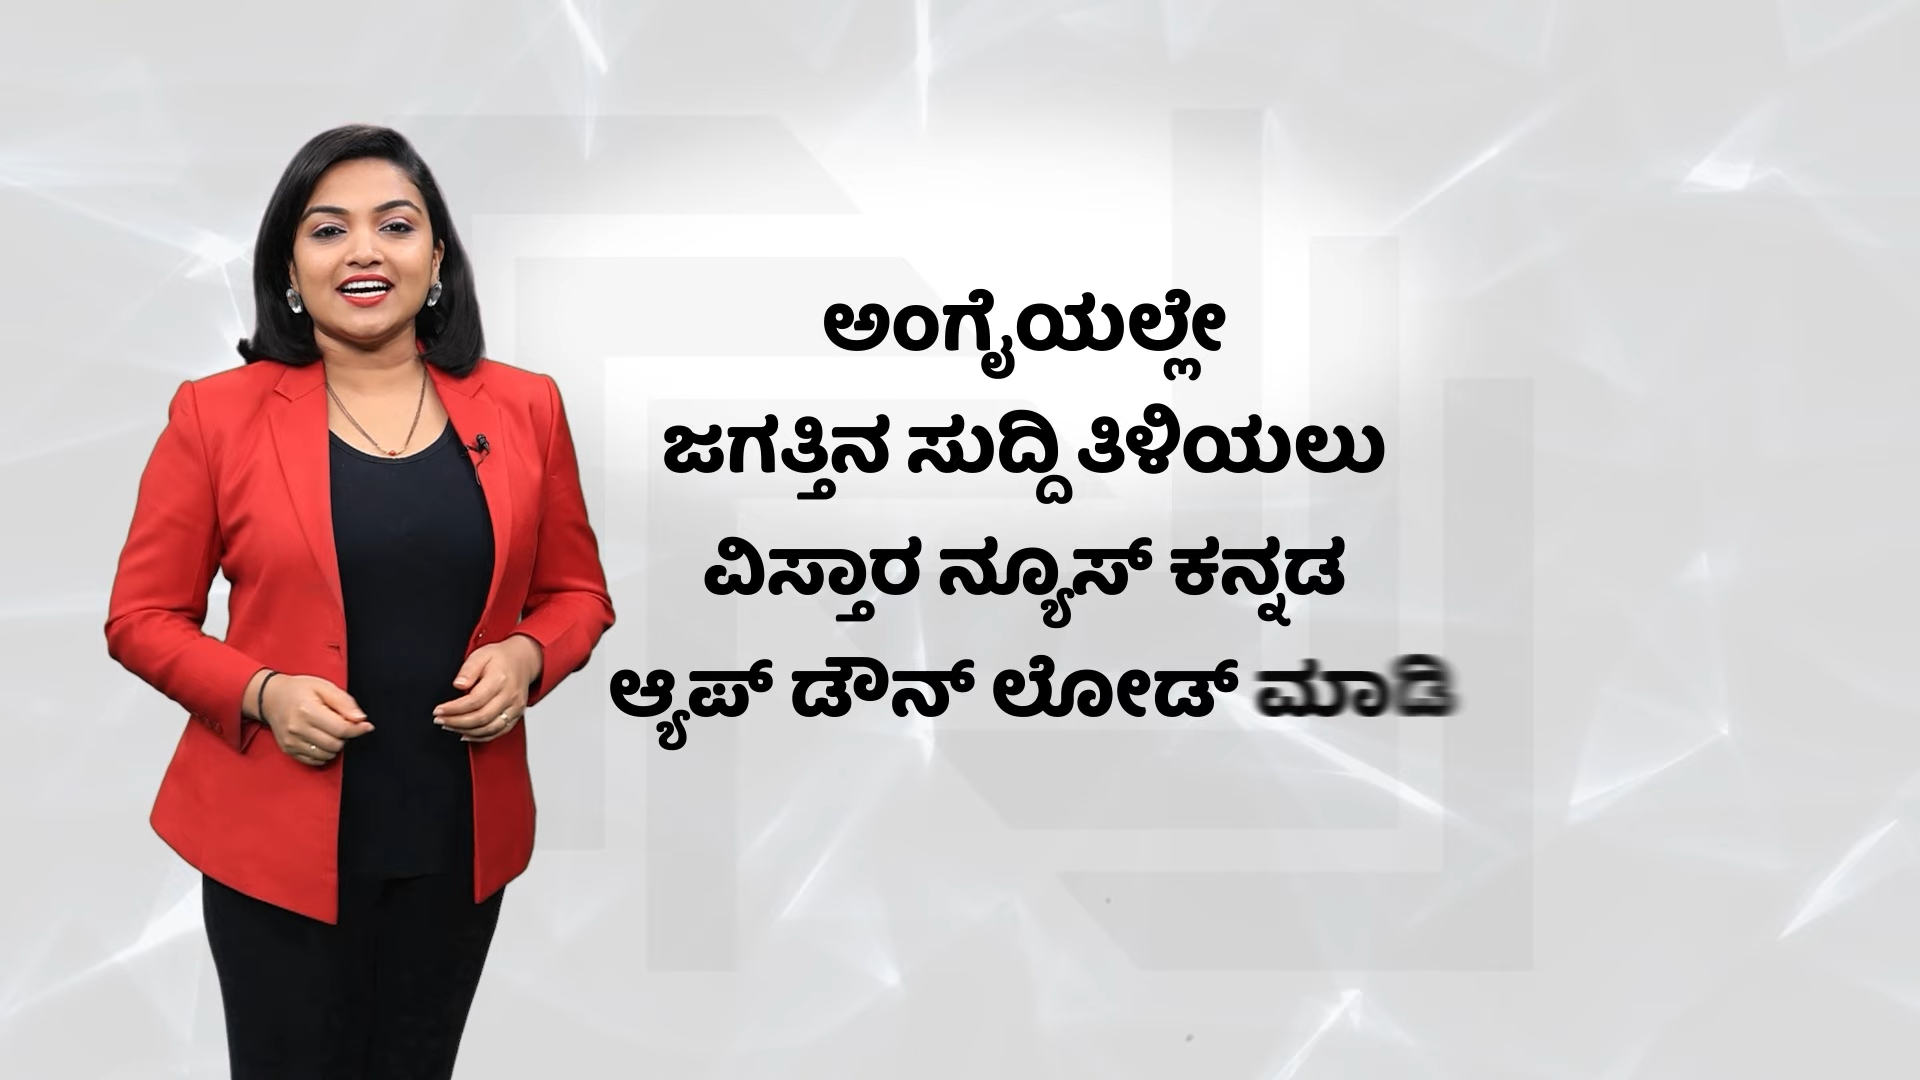 ಅಂಗೈಯಲ್ಲೇ
ಜಗತ್ತಿನ ಸುದ್ದಿ ತಿಳಿಯಲು
ವಿಸ್ತಾರ ನ್ಯೂಸ್ ಕನ್ನಡ
ಆ್ಯಪ್ ಡೌನ್ ಲೋಡ್ ಮಾಡಿ